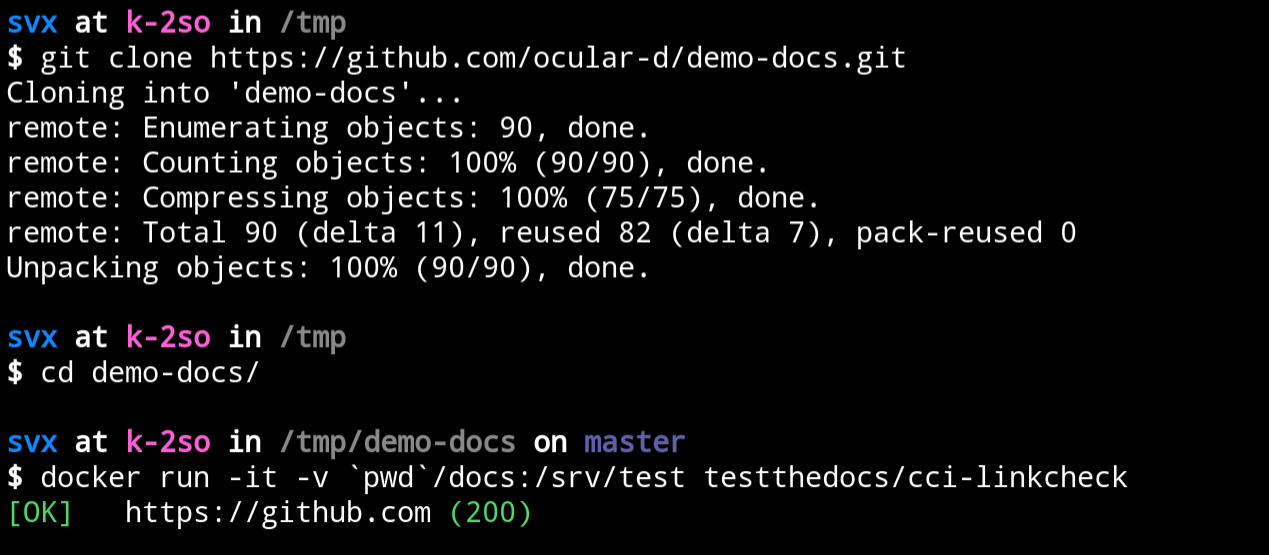 svx at k-2so in /tmp
$ git clone https://github.com/ocular-d/demo-docs.git
Cloning into 'demo-docs'...
remote: Enumerating objects: 90, done.
remote: Counting objects: 100% (90/90), done.
remote: Compressing objects: 100% (75/75), done.
remote: Total 90 (delta 11), reused 82 (delta 7), pack-reused 0
Unpacking objects: 100% (90/90), done.
svx at k-2so in /tmp
$ cd demo-docs/
svx at k-2so in /tmp/demo-docs on master
$ docker run -it -v `pwd`/docs:/srv/test testthedocs/cci-linkcheck
[OK]   https://github.com (200)